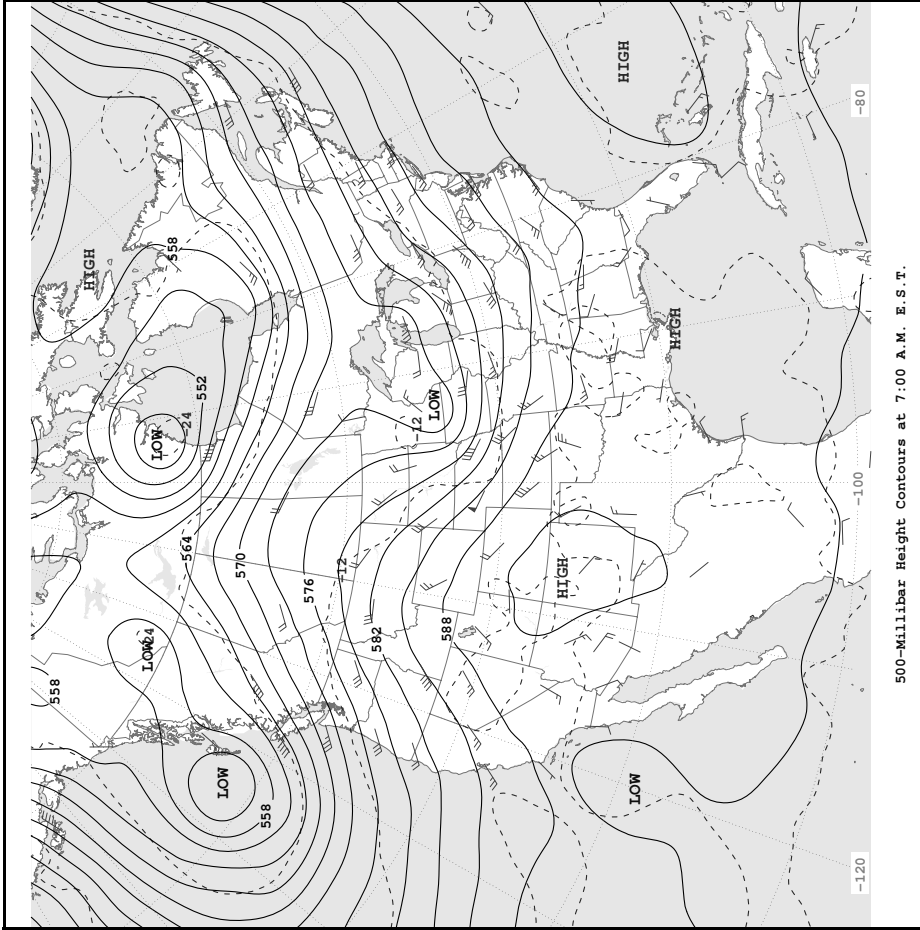 558
HIGH
LOW
24
LOW
558
564
-24
552
LOW
570
558
576
-12
582
-12
LOW
588
HIGH
HIGH
LOW
HIGH
-120
-100
-80
500-Millibar Height Contours at 7:00 A.M. E.S.T.